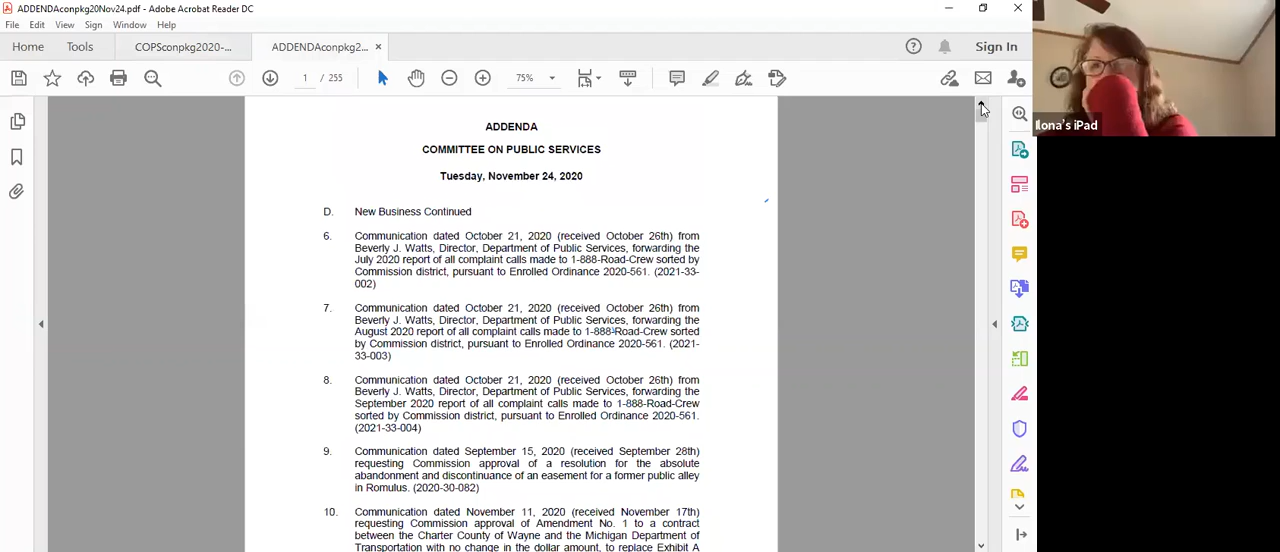 ADDENDAconpkg20Nov24.pdf - Adobe Acrobat Reader DC
File Edit View Sign Window Help
Home Tools COPSconpkg2020-... ADDENDAconpkg2... × Sign In
1 / 255 75%
ADDENDA
COMMITTEE ON PUBLIC SERVICES
Tuesday, November 24, 2020
D. New Business Continued
6. Communication dated October 21, 2020 (received October 26th) from
Beverly J. Watts, Director, Department of Public Services, forwarding the
July 2020 report of all complaint calls made to 1-888-Road-Crew sorted by
Commission district, pursuant to Enrolled Ordinance 2020-561. (2021-33-
002)
7. Communication dated October 21, 2020 (received October 26th) from
Beverly J. Watts, Director, Department of Public Services, forwarding the
August 2020 report of all complaint calls made to 1-888-Road-Crew sorted
by Commission district, pursuant to Enrolled Ordinance 2020-561. (2021-
33-003)
8. Communication dated October 21, 2020 (received October 26th) from
Beverly J. Watts, Director, Department of Public Services, forwarding the
September 2020 report of all complaint calls made to 1-888-Road-Crew
sorted by Commission district, pursuant to Enrolled Ordinance 2020-561.
(2021-33-004)
9. Communication dated September 15, 2020 (received September 28th)
requesting Commission approval of a resolution for the absolute
abandonment and discontinuance of an easement for a former public alley
in Romulus. (2020-30-082)
10. Communication dated November 11, 2020 (received November 17th)
requesting Commission approval of Amendment No. 1 to a contract
between the Charter County of Wayne and the Michigan Department of
Transportation with no change in the dollar amount, to replace Exhibit A
Ilona's iPad